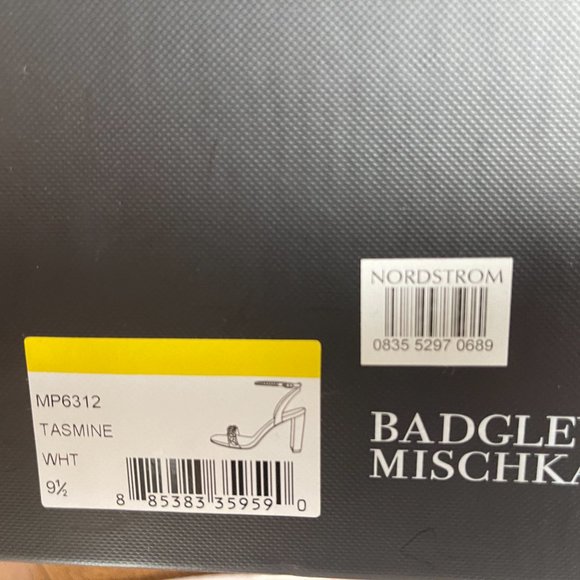 NORDSTROM
0835 5297 0689
MP6312
TASMINE
WHT
9½
8 85383 35959 0
BADGLEY
MISCHKA